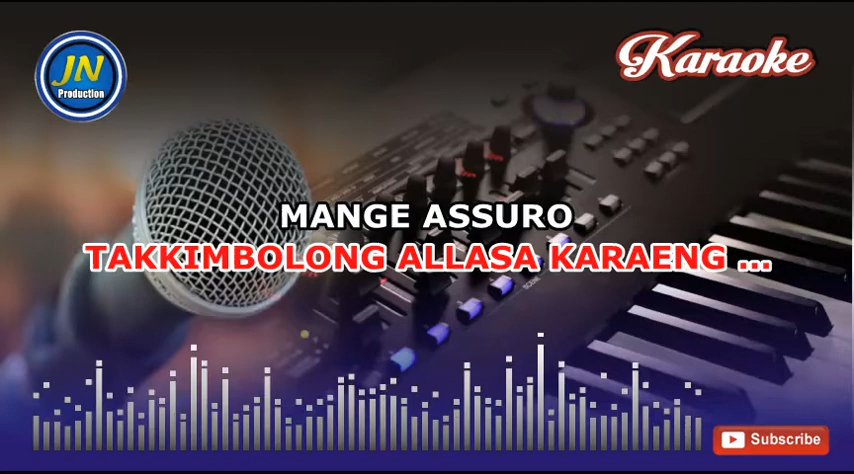 JN
Production
Karaoke
MANGE ASSURO
TAKKIMBOLONG ALLASA KARAENG ...
Subscribe